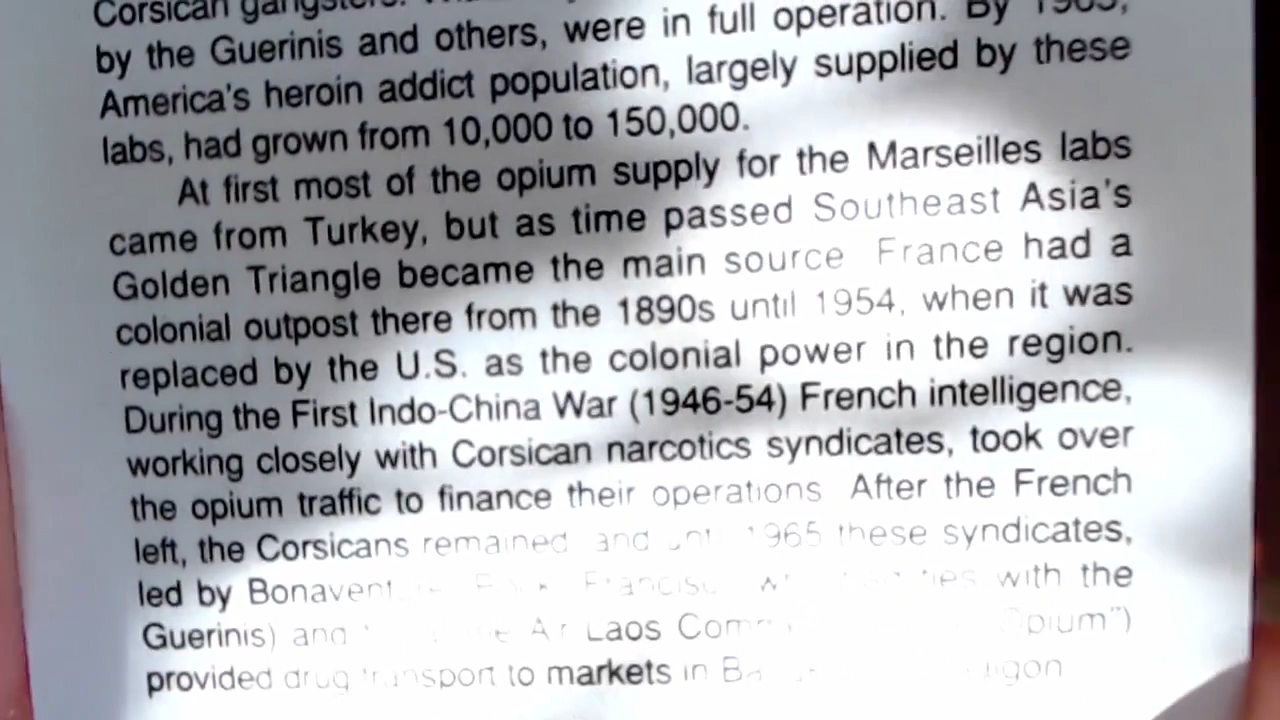 Corsican gangsters.
by the Guerinis and others, were in full operation. By 1965,
America's heroin addict population, largely supplied by these
labs, had grown from 10,000 to 150,000.
At first most of the opium supply for the Marseilles labs
came from Turkey, but as time passed Southeast Asia's
Golden Triangle became the main source France had a
colonial outpost there from the 1890s until 1954, when it was
replaced by the U.S. as the colonial power in the region.
During the First Indo-China War (1946-54) French intelligence,
working closely with Corsican narcotics syndicates, took over
the opium traffic to finance their operations After the French
left, the Corsicans remained and 1965 these syndicates,
led by with the
Guerinis) and Laos
provided drug transport to markets in